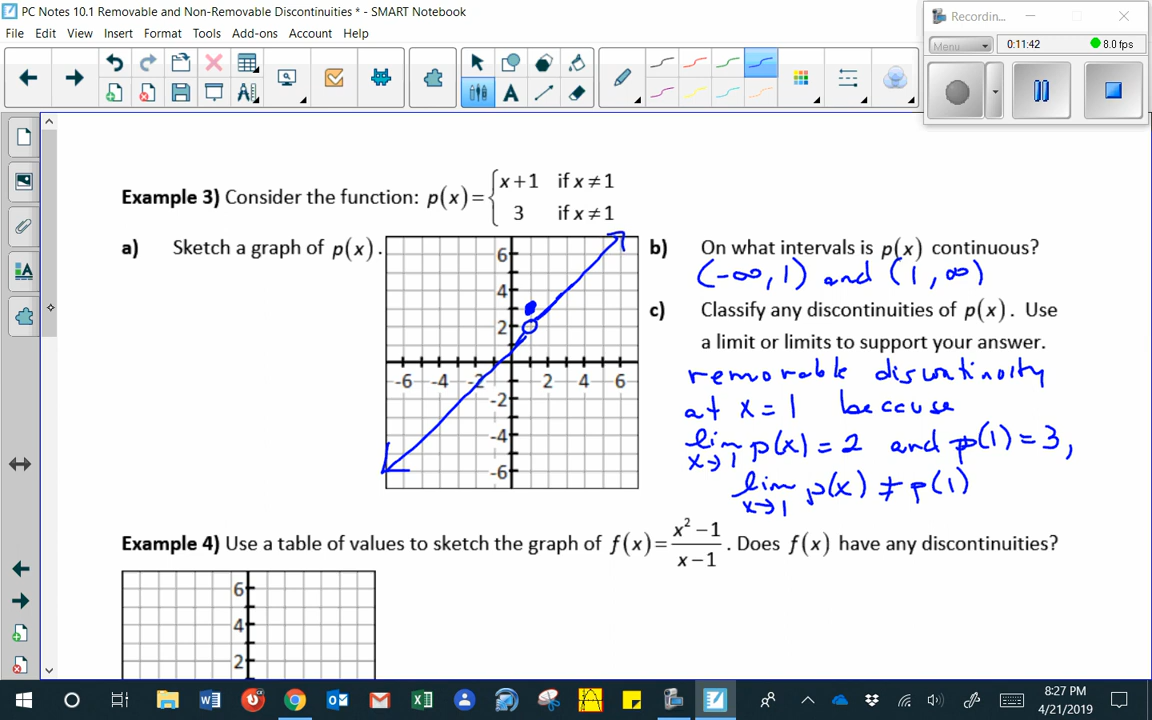 PC Notes 10.1 Removable and Non-Removable Discontinuities * - SMART Notebook
File Edit View Insert Format Tools Add-ons Account Help
Recordin...
Menu 0:11:42 8.0 fps
Example 3) Consider the function: p(x)= { x+1 if x≠1
3 if x≠1
a) Sketch a graph of p(x).
6
4
2
-6 -4 -2 2 4 6
-2
-4
-6
b) On what intervals is p(x) continuous?
(-∞, 1) and (1, ∞)
c) Classify any discontinuities of p(x). Use
a limit or limits to support your answer.
removable discontinuity
at x = 1 because
lim x→1 p(x) = 2 and p(1) = 3,
lim x→1 p(x) ≠ p(1)
Example 4) Use a table of values to sketch the graph of f(x)= x²−1 / x−1 . Does f(x) have any discontinuities?
6
4
2
8:27 PM
4/21/2019